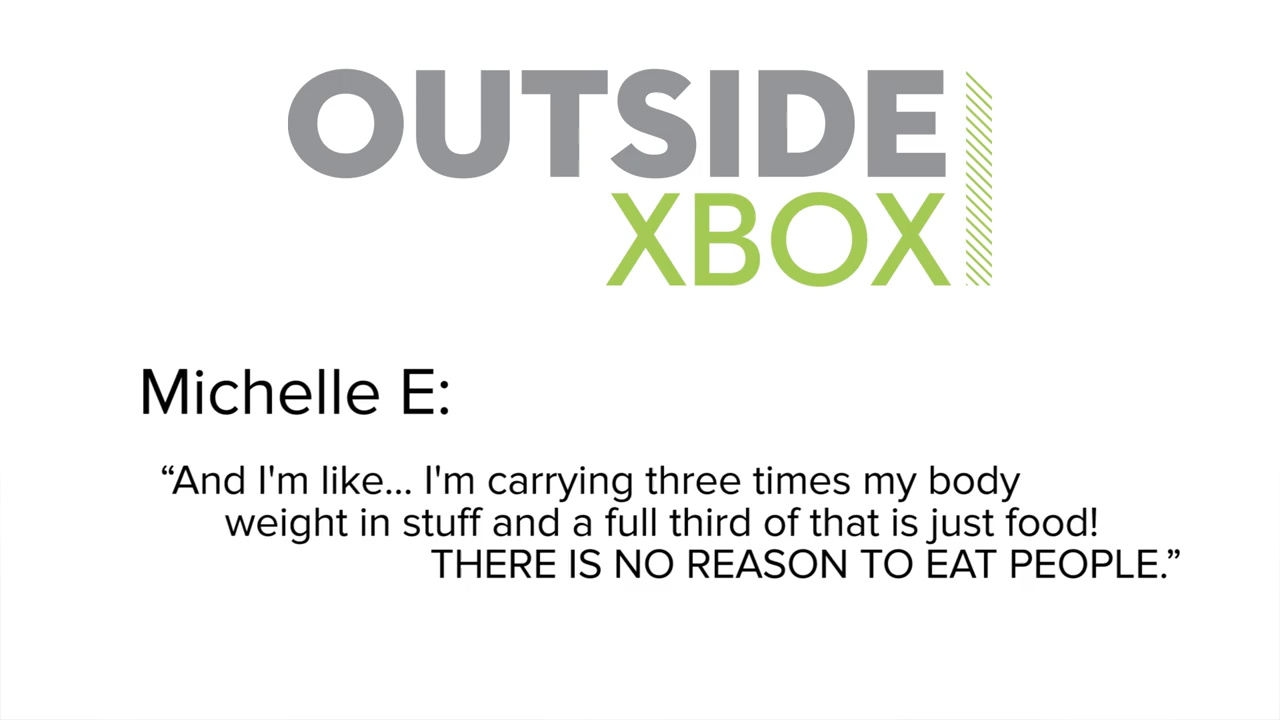 OUTSIDE
XBOX
Michelle E:
“And I'm like... I'm carrying three times my body
weight in stuff and a full third of that is just food!
THERE IS NO REASON TO EAT PEOPLE.”